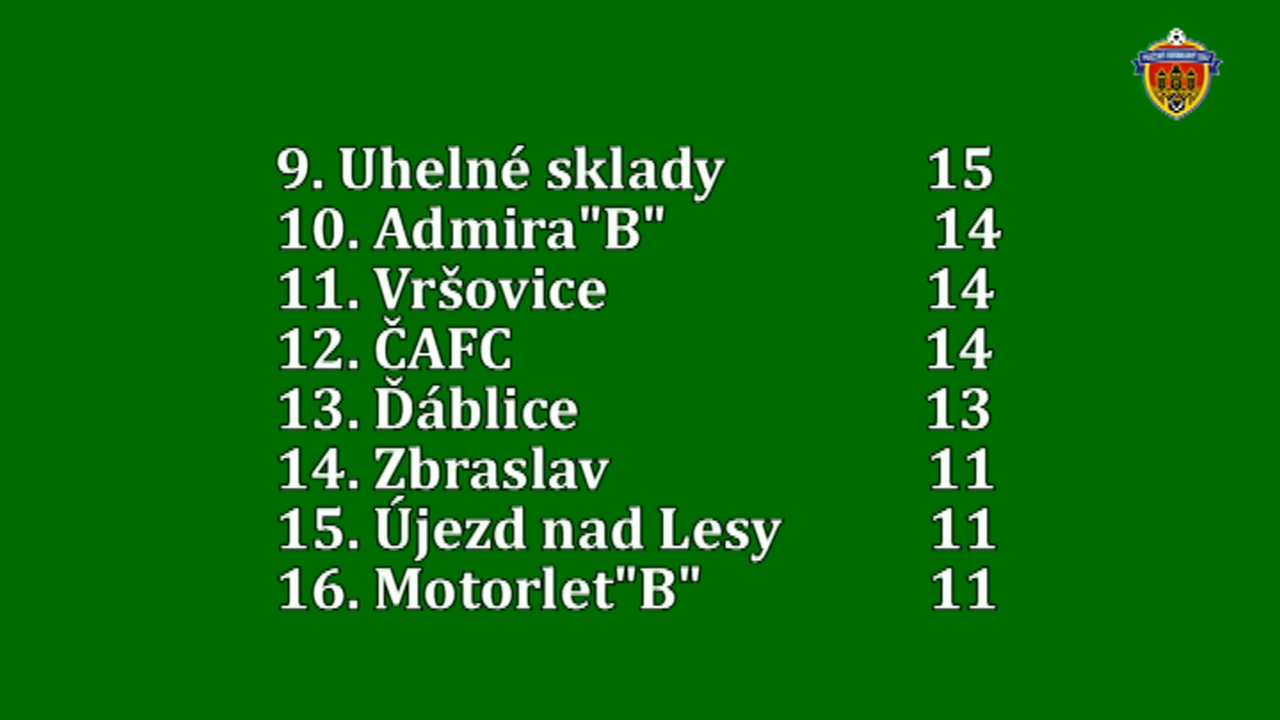 9. Uhelné sklady 15
10. Admira"B" 14
11. Vršovice 14
12. ČAFC 14
13. Ďáblice 13
14. Zbraslav 11
15. Újezd nad Lesy 11
16. Motorlet"B" 11